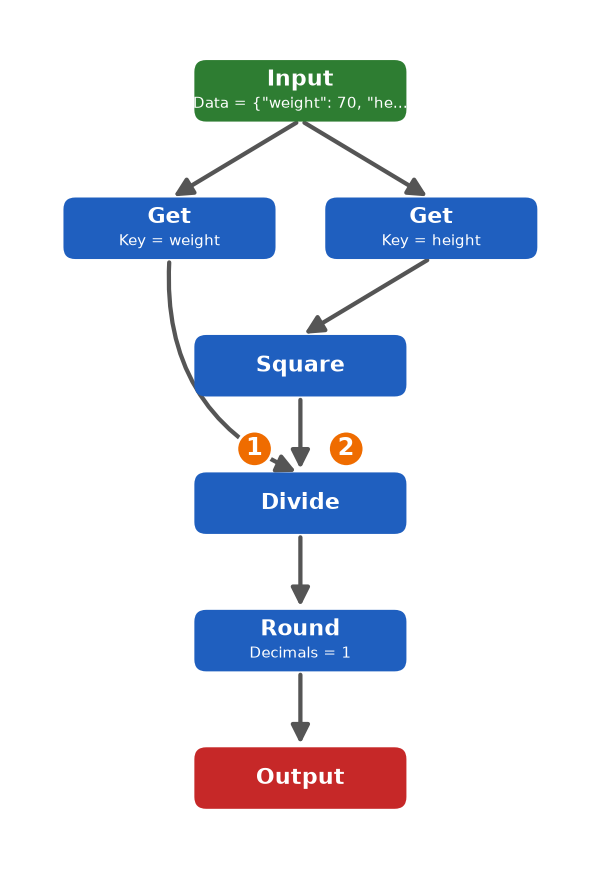 Input
Data = {"weight": 70, "he...
Get
Key = weight
Get
Key = height
Square
1
2
Divide
Round
Decimals = 1
Output